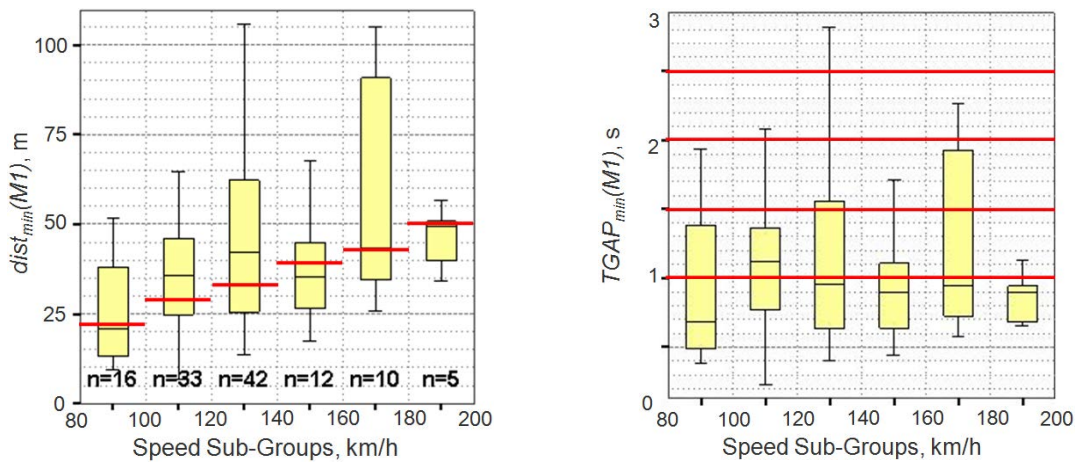 dist_min(M1), m
100
75
50
25
0
n=16 n=33 n=42 n=12 n=10 n=5
80 100 120 140 160 180 200
Speed Sub-Groups, km/h
TGAP_min(M1), s
3
2
1
0
80 100 120 140 160 180 200
Speed Sub-Groups, km/h